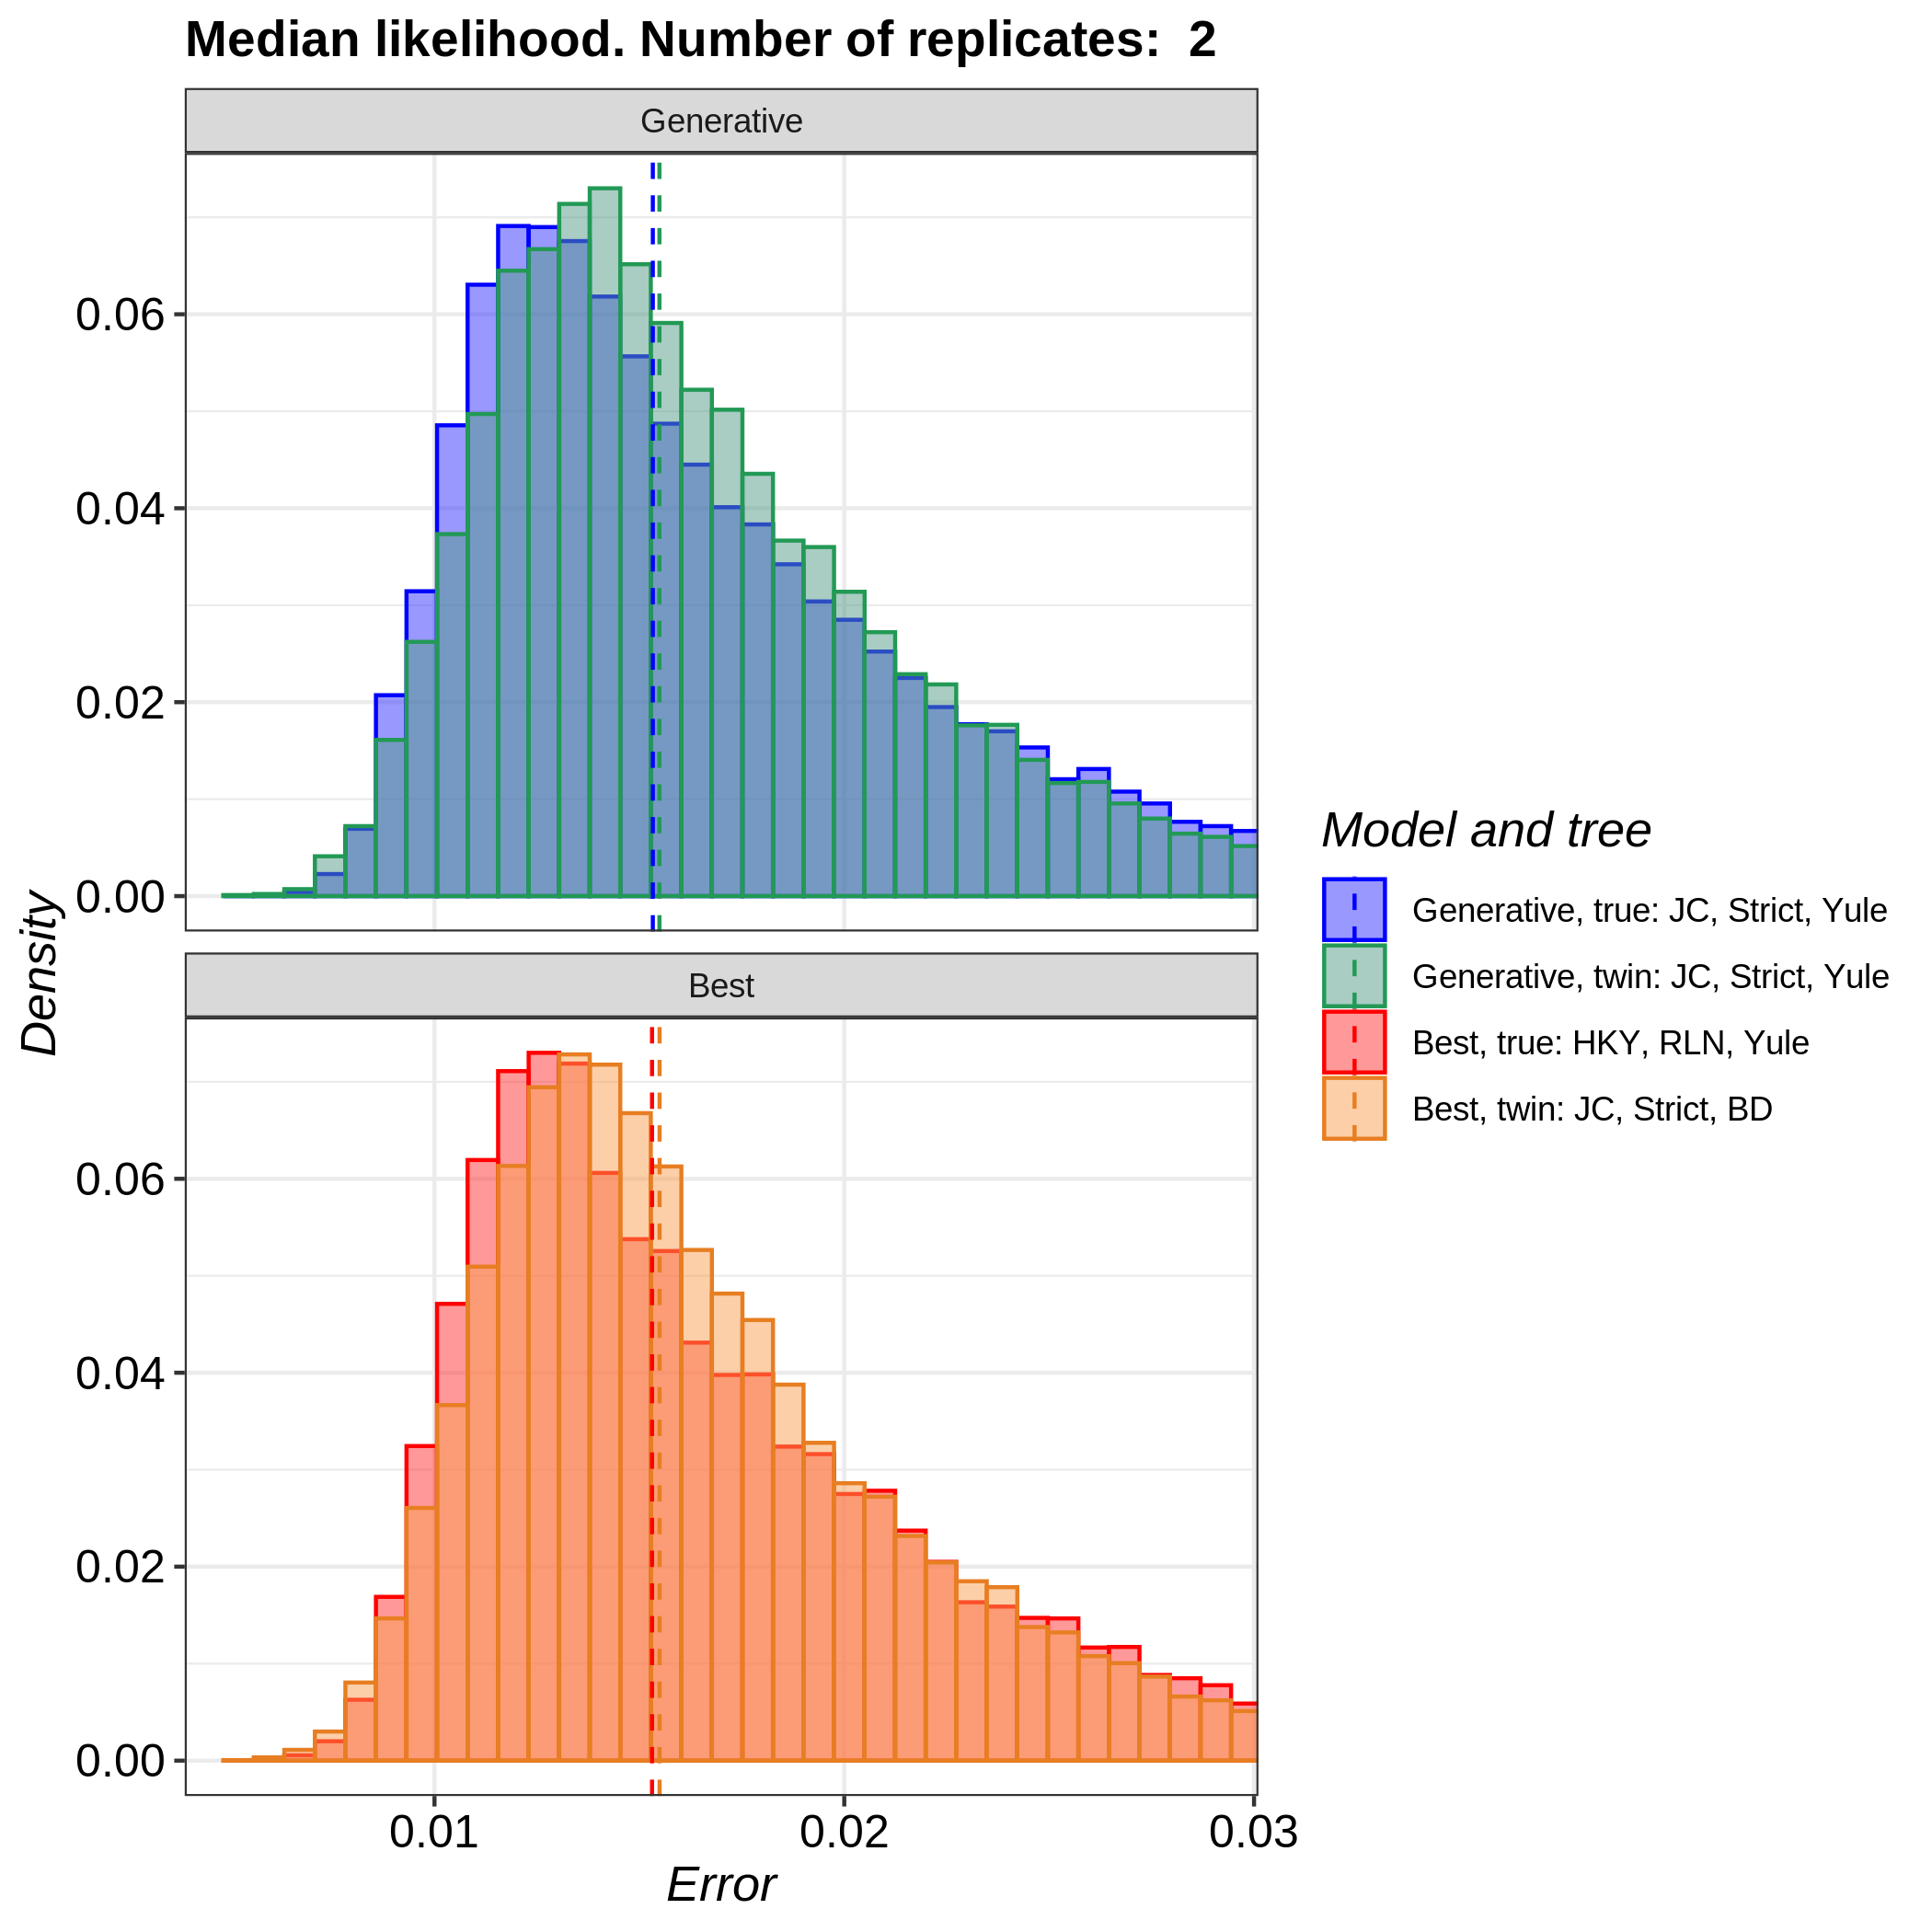 Median likelihood. Number of replicates:  2
Generative
0.06
0.04
0.02
0.00
Best
0.06
0.04
0.02
0.00
0.01
0.02
0.03
Error
Density
Model and tree
Generative, true: JC, Strict, Yule
Generative, twin: JC, Strict, Yule
Best, true: HKY, RLN, Yule
Best, twin: JC, Strict, BD